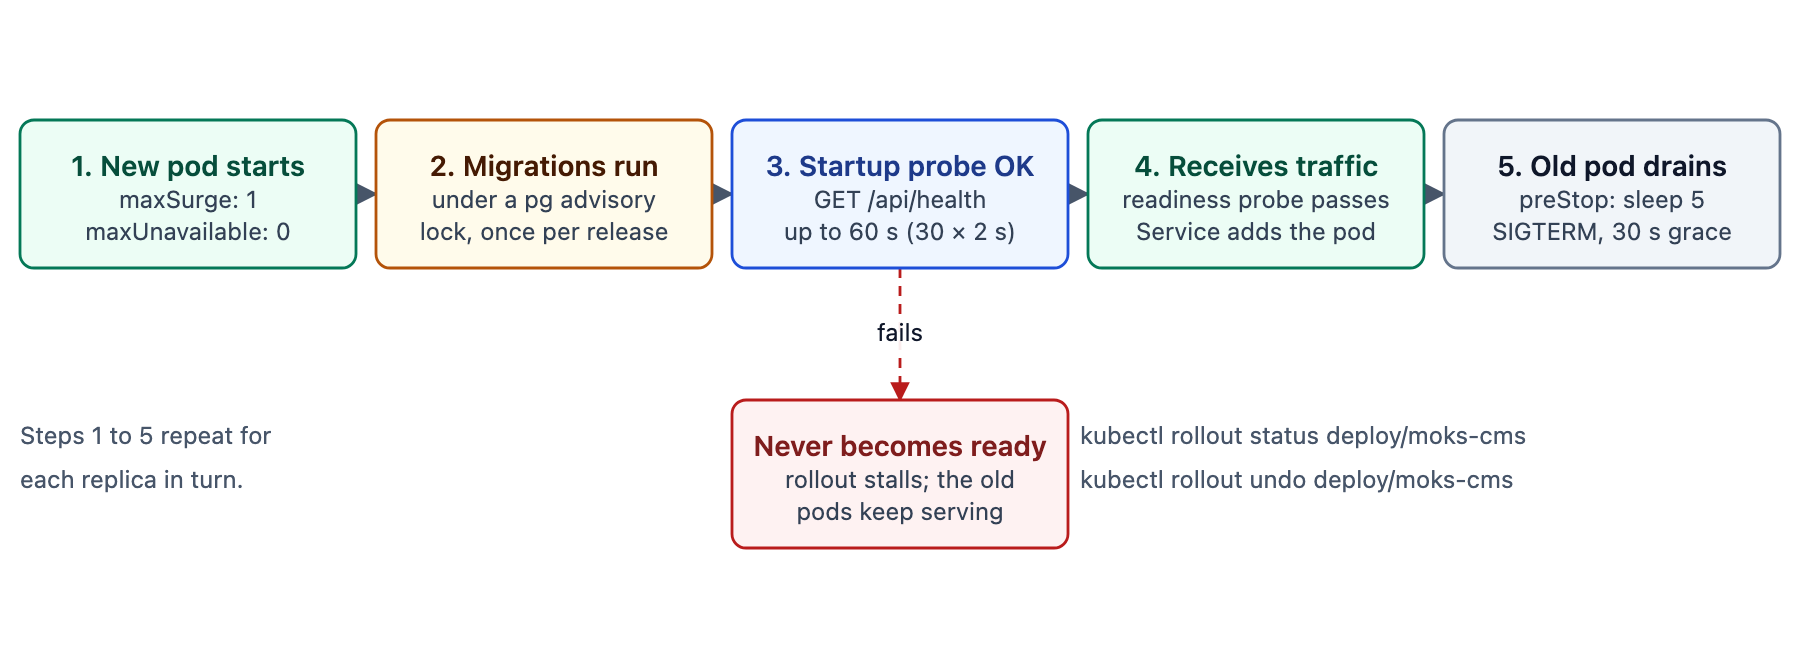 1. New pod starts
maxSurge: 1
maxUnavailable: 0
2. Migrations run
under a pg advisory
lock, once per release
3. Startup probe OK
GET /api/health
up to 60 s (30 × 2 s)
4. Receives traffic
readiness probe passes
Service adds the pod
5. Old pod drains
preStop: sleep 5
SIGTERM, 30 s grace
fails
Steps 1 to 5 repeat for
each replica in turn.
Never becomes ready
rollout stalls; the old
pods keep serving
kubectl rollout status deploy/moks-cms
kubectl rollout undo deploy/moks-cms